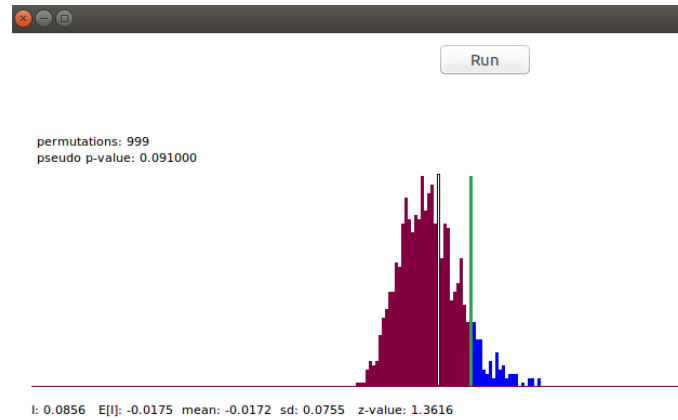 Run
permutations: 999
pseudo p-value: 0.091000
I: 0.0856 E[I]: -0.0175 mean: -0.0172 sd: 0.0755 z-value: 1.3616